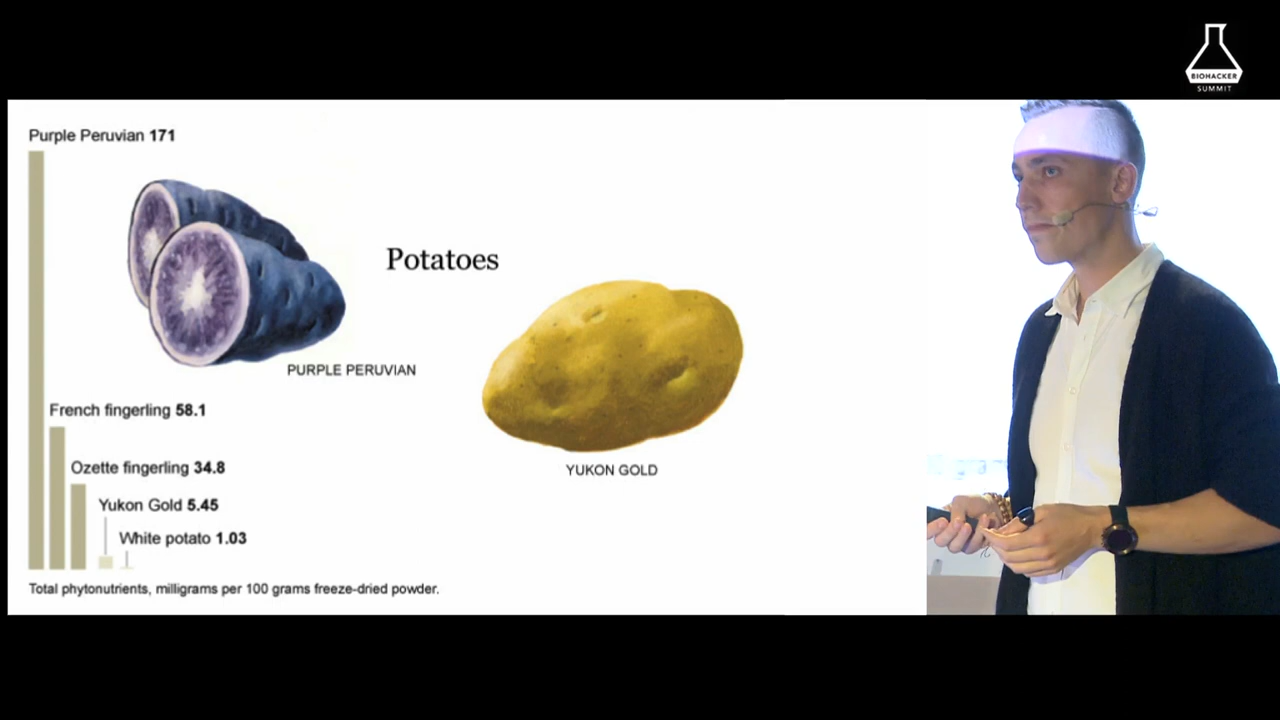 BIOHACKER
SUMMIT
Purple Peruvian 171
Potatoes
PURPLE PERUVIAN
French fingerling 58.1
Ozette fingerling 34.8
YUKON GOLD
Yukon Gold 5.45
White potato 1.03
Total phytonutrients, milligrams per 100 grams freeze-dried powder.